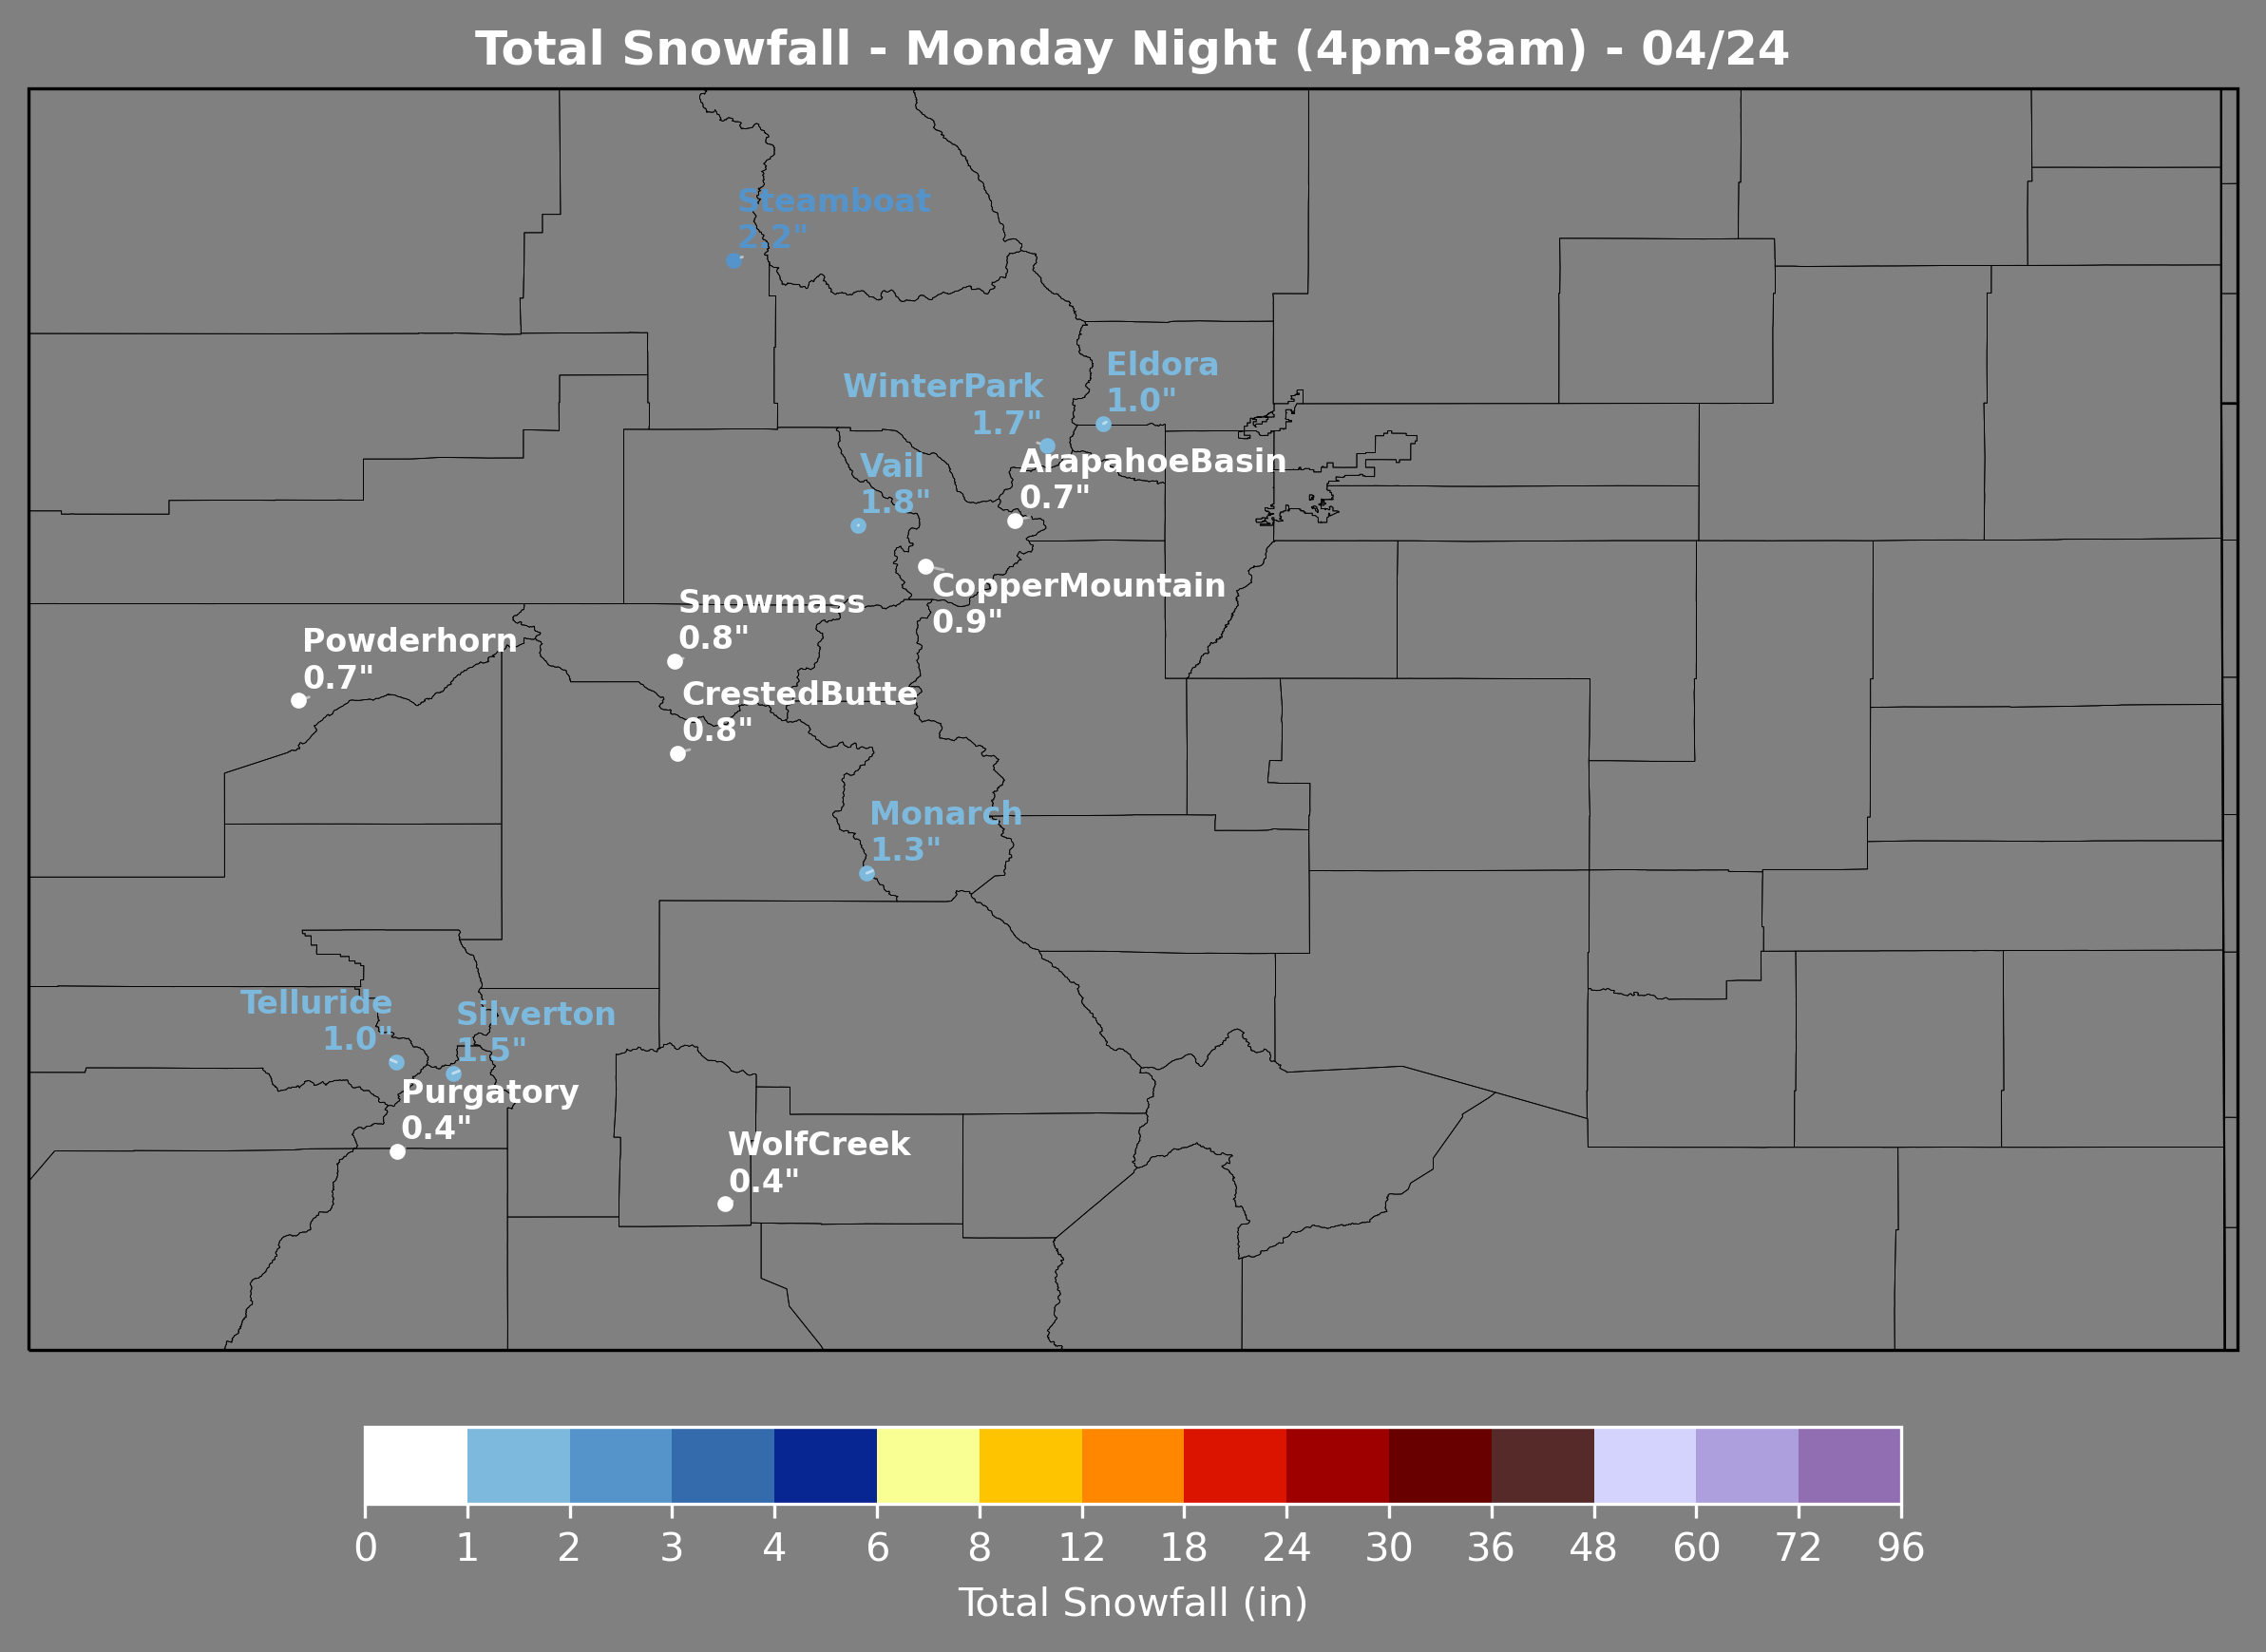 Total Snowfall - Monday Night (4pm-8am) - 04/24
Steamboat
2.2"
Eldora
1.0"
WinterPark
1.7"
ArapahoeBasin
0.7"
Vail
1.8"
CopperMountain
0.9"
Snowmass
0.8"
Powderhorn
0.7"
CrestedButte
0.8"
Monarch
1.3"
Telluride
1.0"
Silverton
1.5"
Purgatory
0.4"
WolfCreek
0.4"
0 1 2 3 4 6 8 12 18 24 30 36 48 60 72 96
Total Snowfall (in)